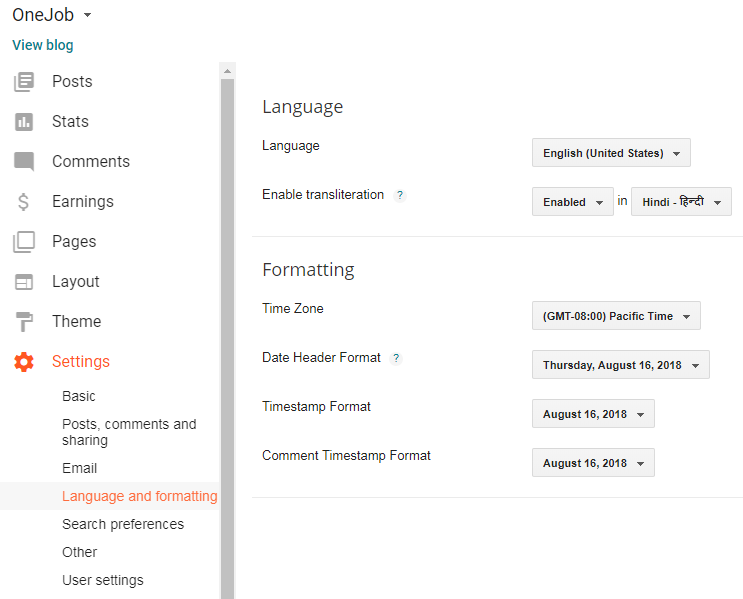 OneJob
View blog
Posts
Stats
Comments
Earnings
Pages
Layout
Theme
Settings
Basic
Posts, comments and
sharing
Email
Language and formatting
Search preferences
Other
User settings
Language
Language English (United States)
Enable transliteration ? Enabled in Hindi - हिन्दी
Formatting
Time Zone (GMT-08:00) Pacific Time
Date Header Format ? Thursday, August 16, 2018
Timestamp Format August 16, 2018
Comment Timestamp Format August 16, 2018